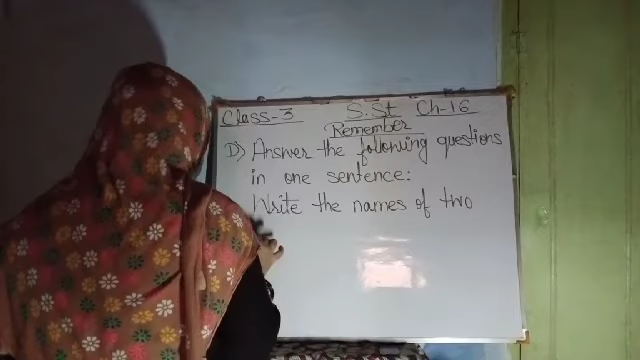 Class-3 S.St Ch-16
Remember
D) Answer the following questions
in one sentence:
Write the names of two